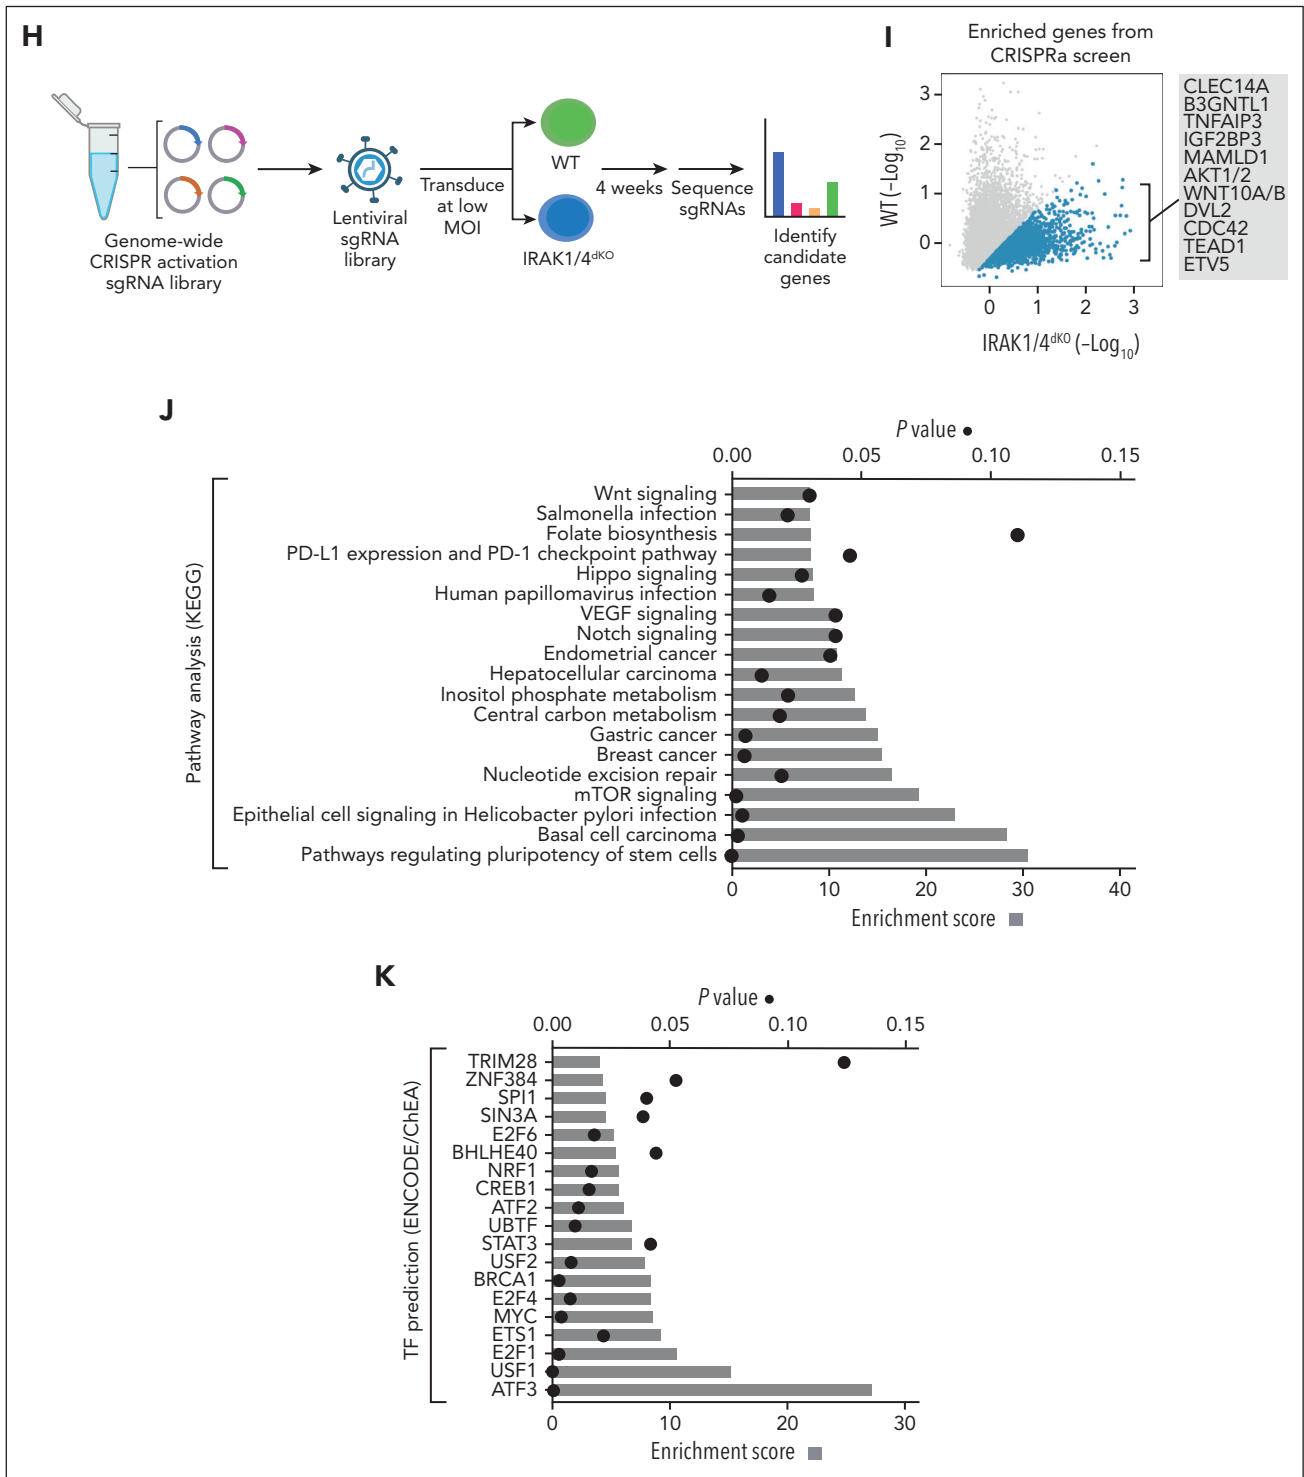 H
WT
IRAK1/4dKO
Genome-wide
CRISPR activation
sgRNA library
Lentiviral
sgRNA
library
Transduce
at low
MOI
4 weeks
Sequence
sgRNAs
Identify
candidate
genes
I
Enriched genes from
CRISPRa screen
WT (–Log10)
3
2
1
0
0 1 2 3
IRAK1/4dKO (–Log10)
CLEC14A
B3GNTL1
TNFAIP3
IGF2BP3
MAMLD1
AKT1/2
WNT10A/B
DVL2
CDC42
TEAD1
ETV5
J
P value
0.00 0.05 0.10 0.15
Pathway analysis (KEGG)
Wnt signaling
Salmonella infection
Folate biosynthesis
PD-L1 expression and PD-1 checkpoint pathway
Hippo signaling
Human papillomavirus infection
VEGF signaling
Notch signaling
Endometrial cancer
Hepatocellular carcinoma
Inositol phosphate metabolism
Central carbon metabolism
Gastric cancer
Breast cancer
Nucleotide excision repair
mTOR signaling
Epithelial cell signaling in Helicobacter pylori infection
Basal cell carcinoma
Pathways regulating pluripotency of stem cells
0 10 20 30 40
Enrichment score
K
P value
0.00 0.05 0.10 0.15
TF prediction (ENCODE/ChEA)
TRIM28
ZNF384
SPI1
SIN3A
E2F6
BHLHE40
NRF1
CREB1
ATF2
UBTF
STAT3
USF2
BRCA1
E2F4
MYC
ETS1
E2F1
USF1
ATF3
0 10 20 30
Enrichment score